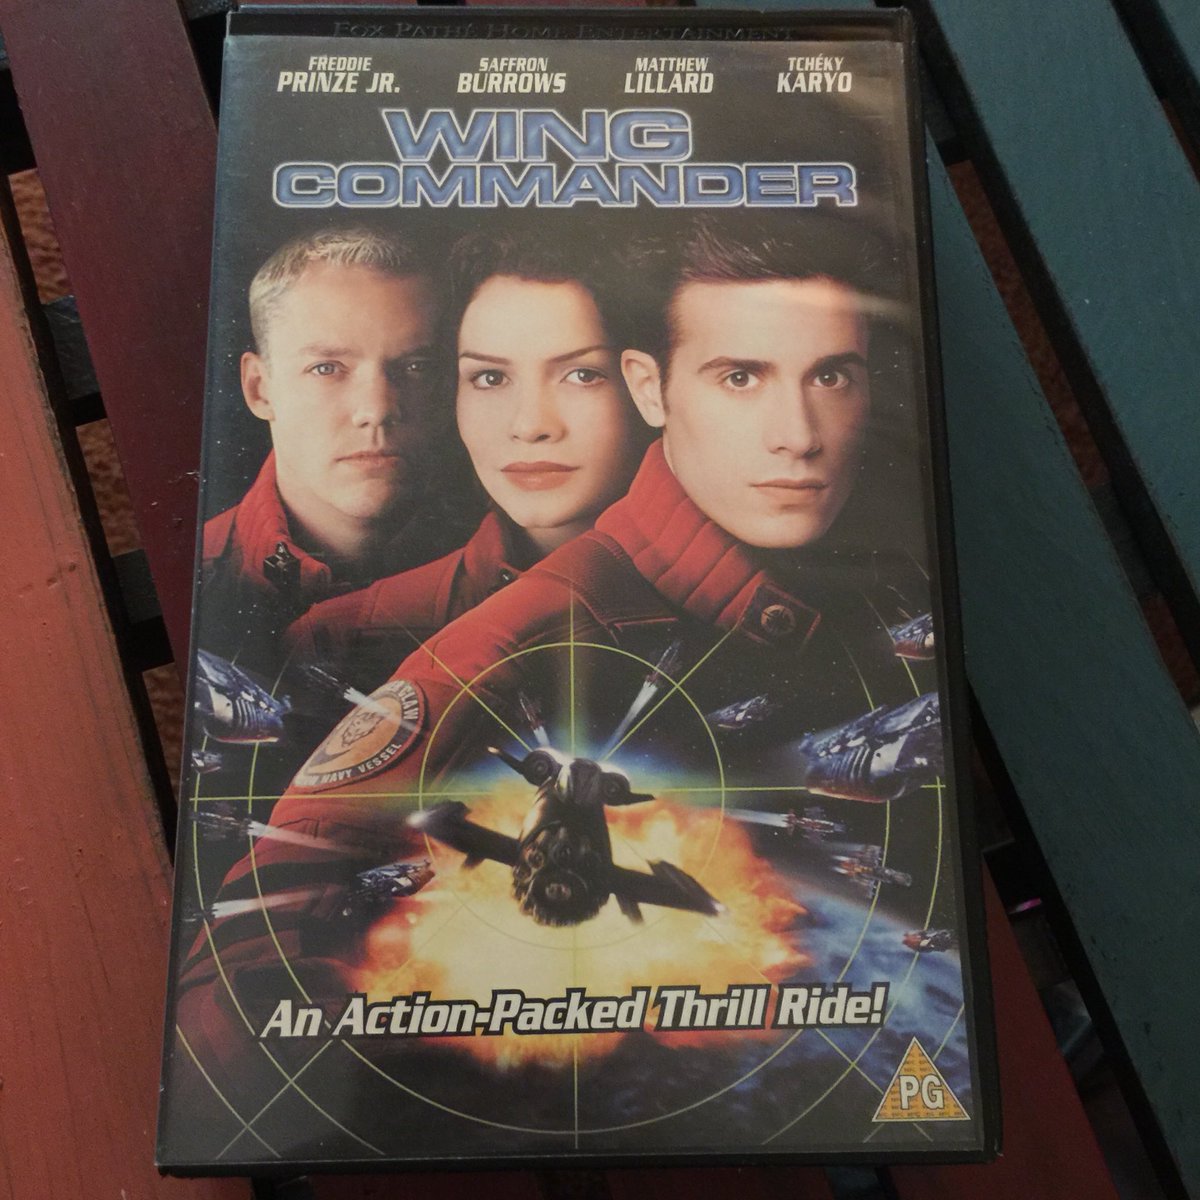 FOX PATHÉ HOME ENTERTAINMENT
FREDDIE
PRINZE JR.
SAFFRON
BURROWS
MATTHEW
LILLARD
TCHÉKY
KARYO
WING
COMMANDER
CLAW
NAVY VESSEL
An Action-Packed Thrill Ride!
PG